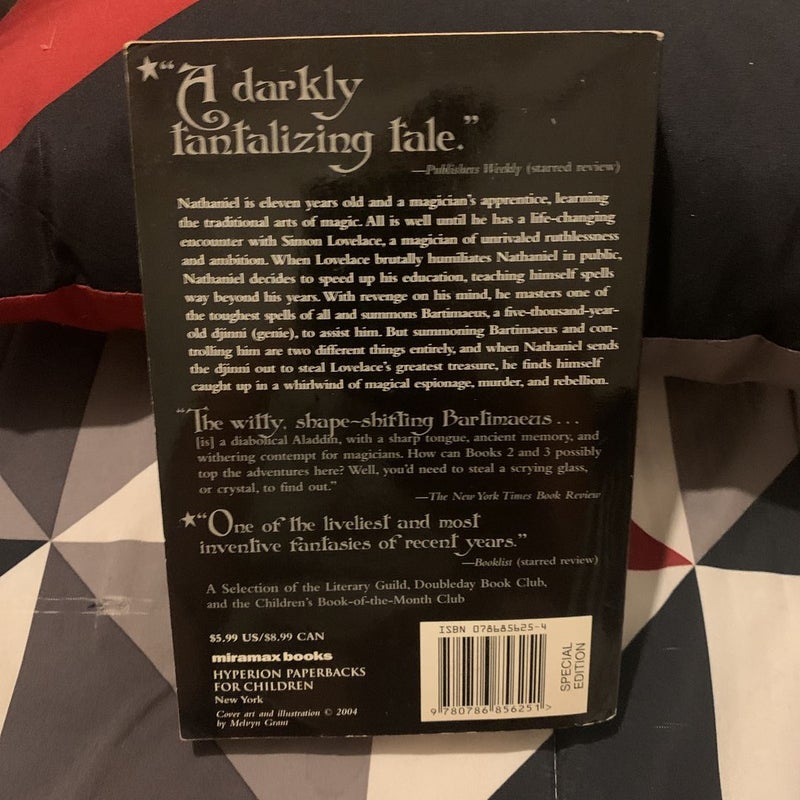 ★“A darkly
tantalizing tale.”
—Publishers Weekly (starred review)
Nathaniel is eleven years old and a magician's apprentice, learning
the traditional arts of magic. All is well until he has a life-changing
encounter with Simon Lovelace, a magician of unrivaled ruthlessness
and ambition. When Lovelace brutally humiliates Nathaniel in public,
Nathaniel decides to speed up his education, teaching himself spells
way beyond his years. With revenge on his mind, he masters one of
the toughest spells of all and summons Bartimaeus, a five-thousand-year-
old djinni (genie), to assist him. But summoning Bartimaeus and con-
trolling him are two different things entirely, and when Nathaniel sends
the djinni out to steal Lovelace's greatest treasure, he finds himself
caught up in a whirlwind of magical espionage, murder, and rebellion.
“The witty, shape-shifting Bartimaeus . . .
[is] a diabolical Aladdin, with a sharp tongue, ancient memory, and
withering contempt for magicians. How can Books 2 and 3 possibly
top the adventures here? Well, you'd need to steal a scrying glass,
or crystal, to find out.”
—The New York Times Book Review
★“One of the liveliest and most
inventive fantasies of recent years.”
—Booklist (starred review)
A Selection of the Literary Guild, Doubleday Book Club,
and the Children's Book-of-the-Month Club
$5.99 US/$8.99 CAN
miramax books
HYPERION PAPERBACKS
FOR CHILDREN
New York
Cover art and illustration © 2004
by Melvyn Grant
ISBN 078685625-4
9 780786 856251 >
SPECIAL
EDITION